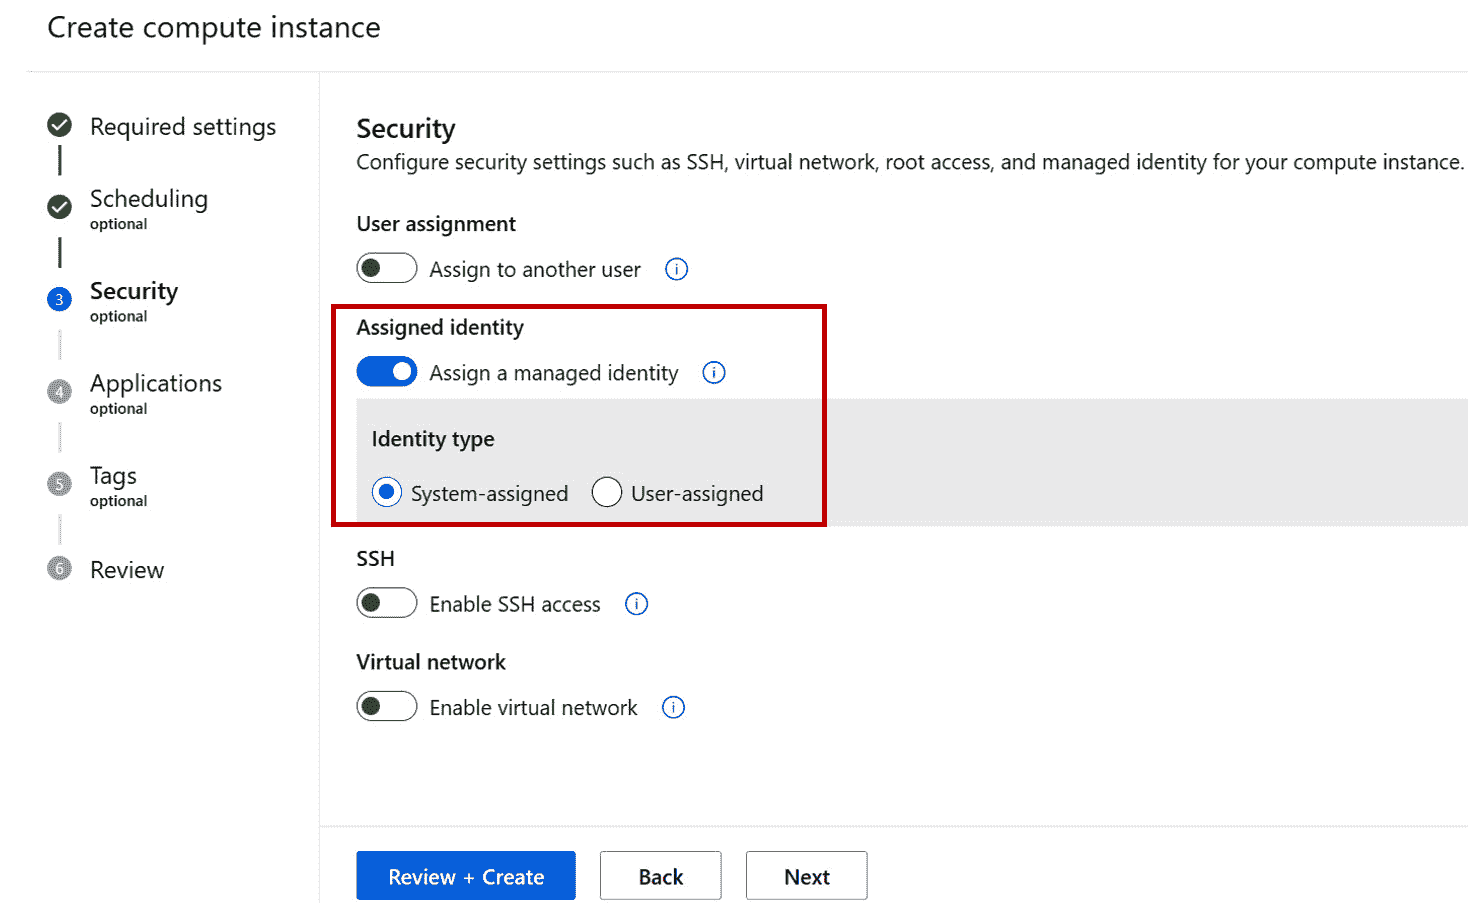 Create compute instance
Required settings
Scheduling
optional
3
Security
optional
4
Applications
optional
5
Tags
optional
6
Review
Security
Configure security settings such as SSH, virtual network, root access, and managed identity for your compute instance.
User assignment
Assign to another user
Assigned identity
Assign a managed identity
Identity type
System-assigned User-assigned
SSH
Enable SSH access
Virtual network
Enable virtual network
Review + Create Back Next